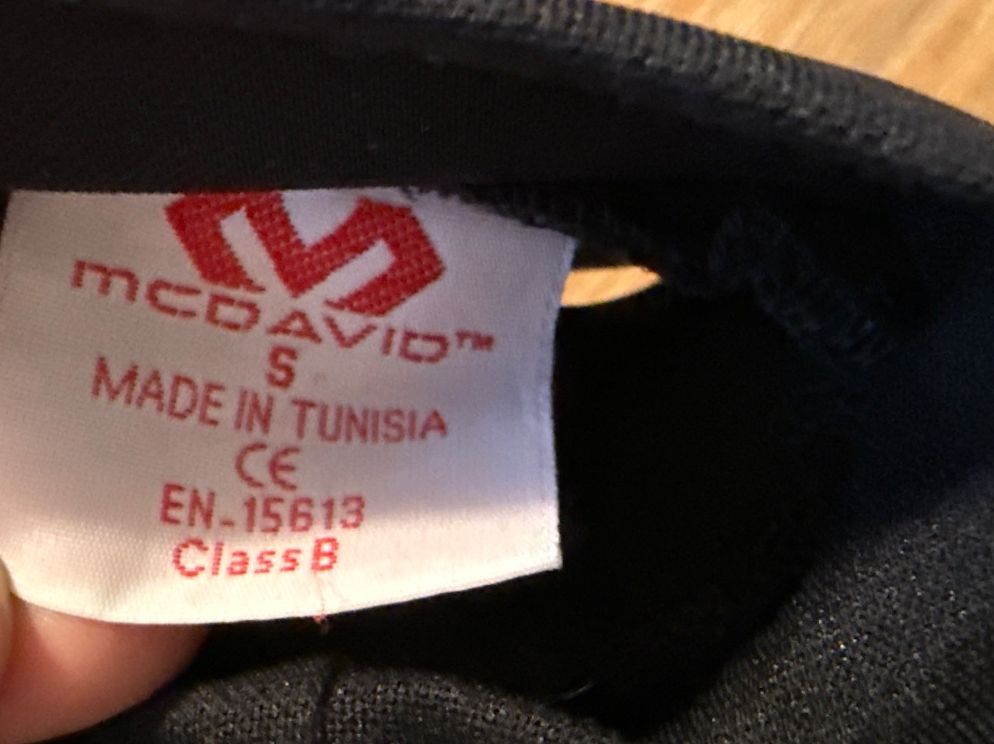 MCDAVID™
S
MADE IN TUNISIA
CE
EN-15613
Class B